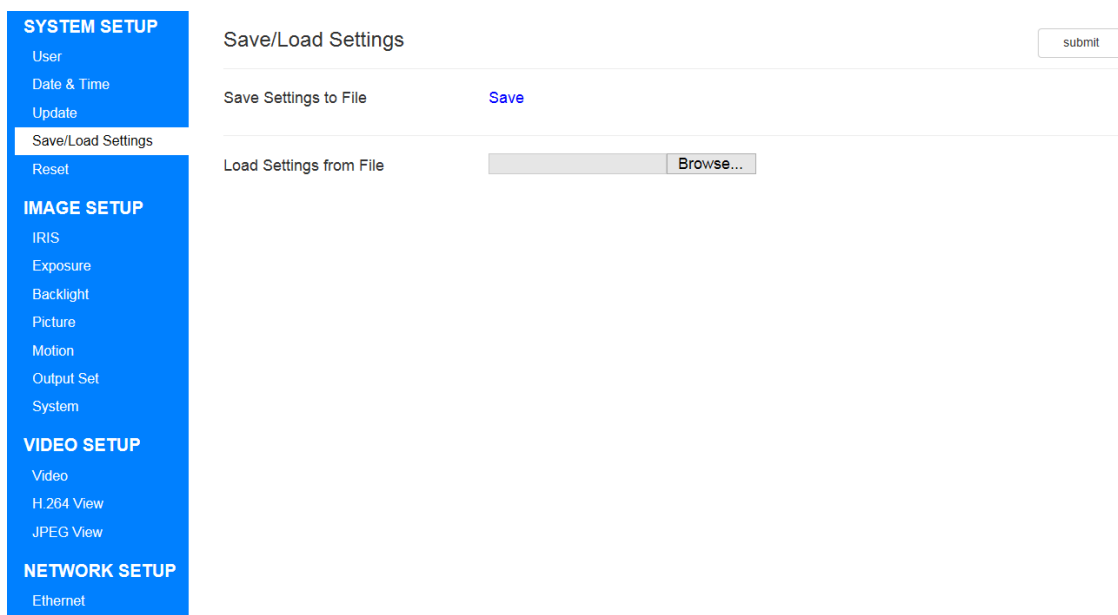 SYSTEM SETUP
User
Date & Time
Update
Save/Load Settings
Reset
IMAGE SETUP
IRIS
Exposure
Backlight
Picture
Motion
Output Set
System
VIDEO SETUP
Video
H.264 View
JPEG View
NETWORK SETUP
Ethernet
Save/Load Settings
submit
Save Settings to File
Save
Load Settings from File
Browse...